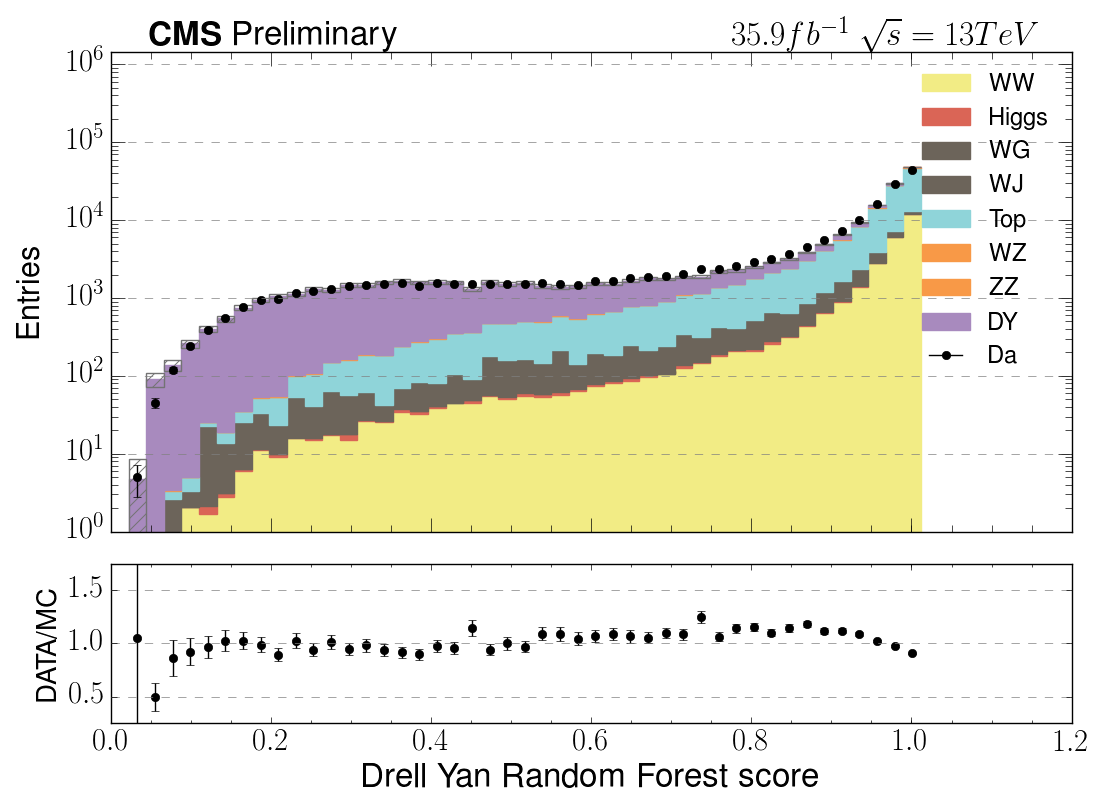 CMS Preliminary 35.9fb⁻¹ √s = 13TeV
10⁶
10⁵
10⁴
10³
10²
10¹
10⁰
Entries
WW
Higgs
WG
WJ
Top
WZ
ZZ
DY
Da
1.5
1.0
0.5
DATA/MC
0.0 0.2 0.4 0.6 0.8 1.0 1.2
Drell Yan Random Forest score